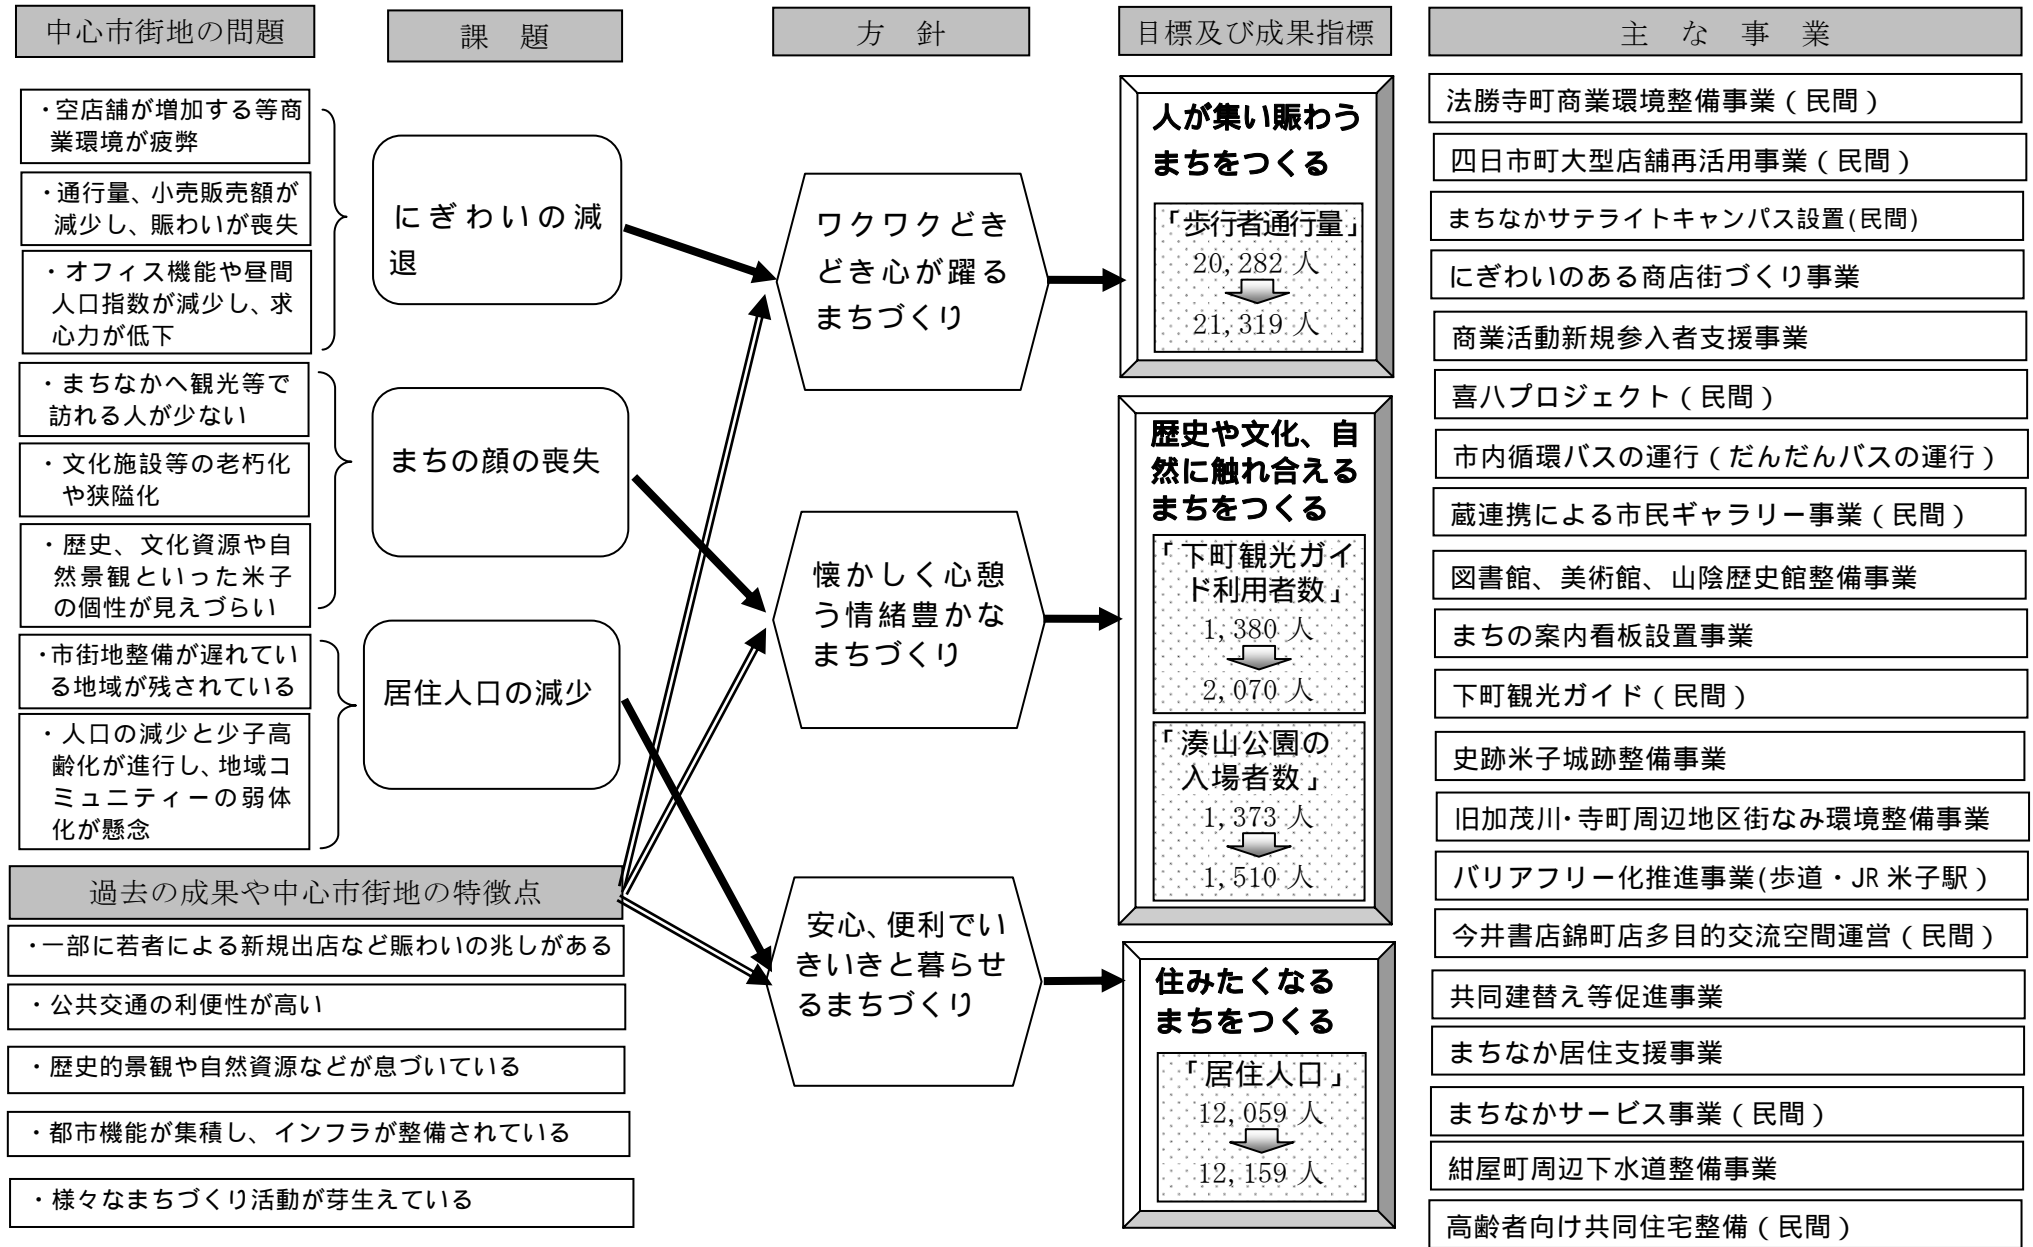 中心市街地の問題
・空店舗が増加する等商
業環境が疲弊
・通行量、小売販売額が
減少し、賑わいが喪失
・オフィス機能や昼間
人口指数が減少し、求
心力が低下
・まちなかへ観光等で
訪れる人が少ない
・文化施設等の老朽化
や狭隘化
・歴史、文化資源や自
然景観といった米子
の個性が見えづらい
・市街地整備が遅れてい
る地域が残されている
・人口の減少と少子高
齢化が進行し、地域コ
ミュニティーの弱体
化が懸念
過去の成果や中心市街地の特徴点
・一部に若者による新規出店など賑わいの兆しがある
・公共交通の利便性が高い
・歴史的景観や自然資源などが息づいている
・都市機能が集積し、インフラが整備されている
・様々なまちづくり活動が芽生えている
課 題
にぎわいの減
退
まちの顔の喪失
居住人口の減少
方 針
ワクワクどき
どき心が躍る
まちづくり
懐かしく心憩
う情緒豊かな
まちづくり
安心、便利でい
きいきと暮らせ
るまちづくり
目標及び成果指標
人が集い賑わう
まちをつくる
「歩行者通行量」
20,282 人
21,319 人
歴史や文化、自
然に触れ合える
まちをつくる
「下町観光ガイ
ド利用者数」
1,380 人
2,070 人
「湊山公園の
入場者数」
1,373 人
1,510 人
住みたくなる
まちをつくる
「居住人口」
12,059 人
12,159 人
主 な 事 業
法勝寺町商業環境整備事業(民間)
四日市町大型店舗再活用事業(民間)
まちなかサテライトキャンパス設置(民間)
にぎわいのある商店街づくり事業
商業活動新規参入者支援事業
喜八プロジェクト(民間)
市内循環バスの運行(だんだんバスの運行)
蔵連携による市民ギャラリー事業(民間)
図書館、美術館、山陰歴史館整備事業
まちの案内看板設置事業
下町観光ガイド(民間)
史跡米子城跡整備事業
旧加茂川・寺町周辺地区街なみ環境整備事業
バリアフリー化推進事業(歩道・JR 米子駅)
今井書店錦町店多目的交流空間運営(民間)
共同建替え等促進事業
まちなか居住支援事業
まちなかサービス事業(民間)
紺屋町周辺下水道整備事業
高齢者向け共同住宅整備(民間)